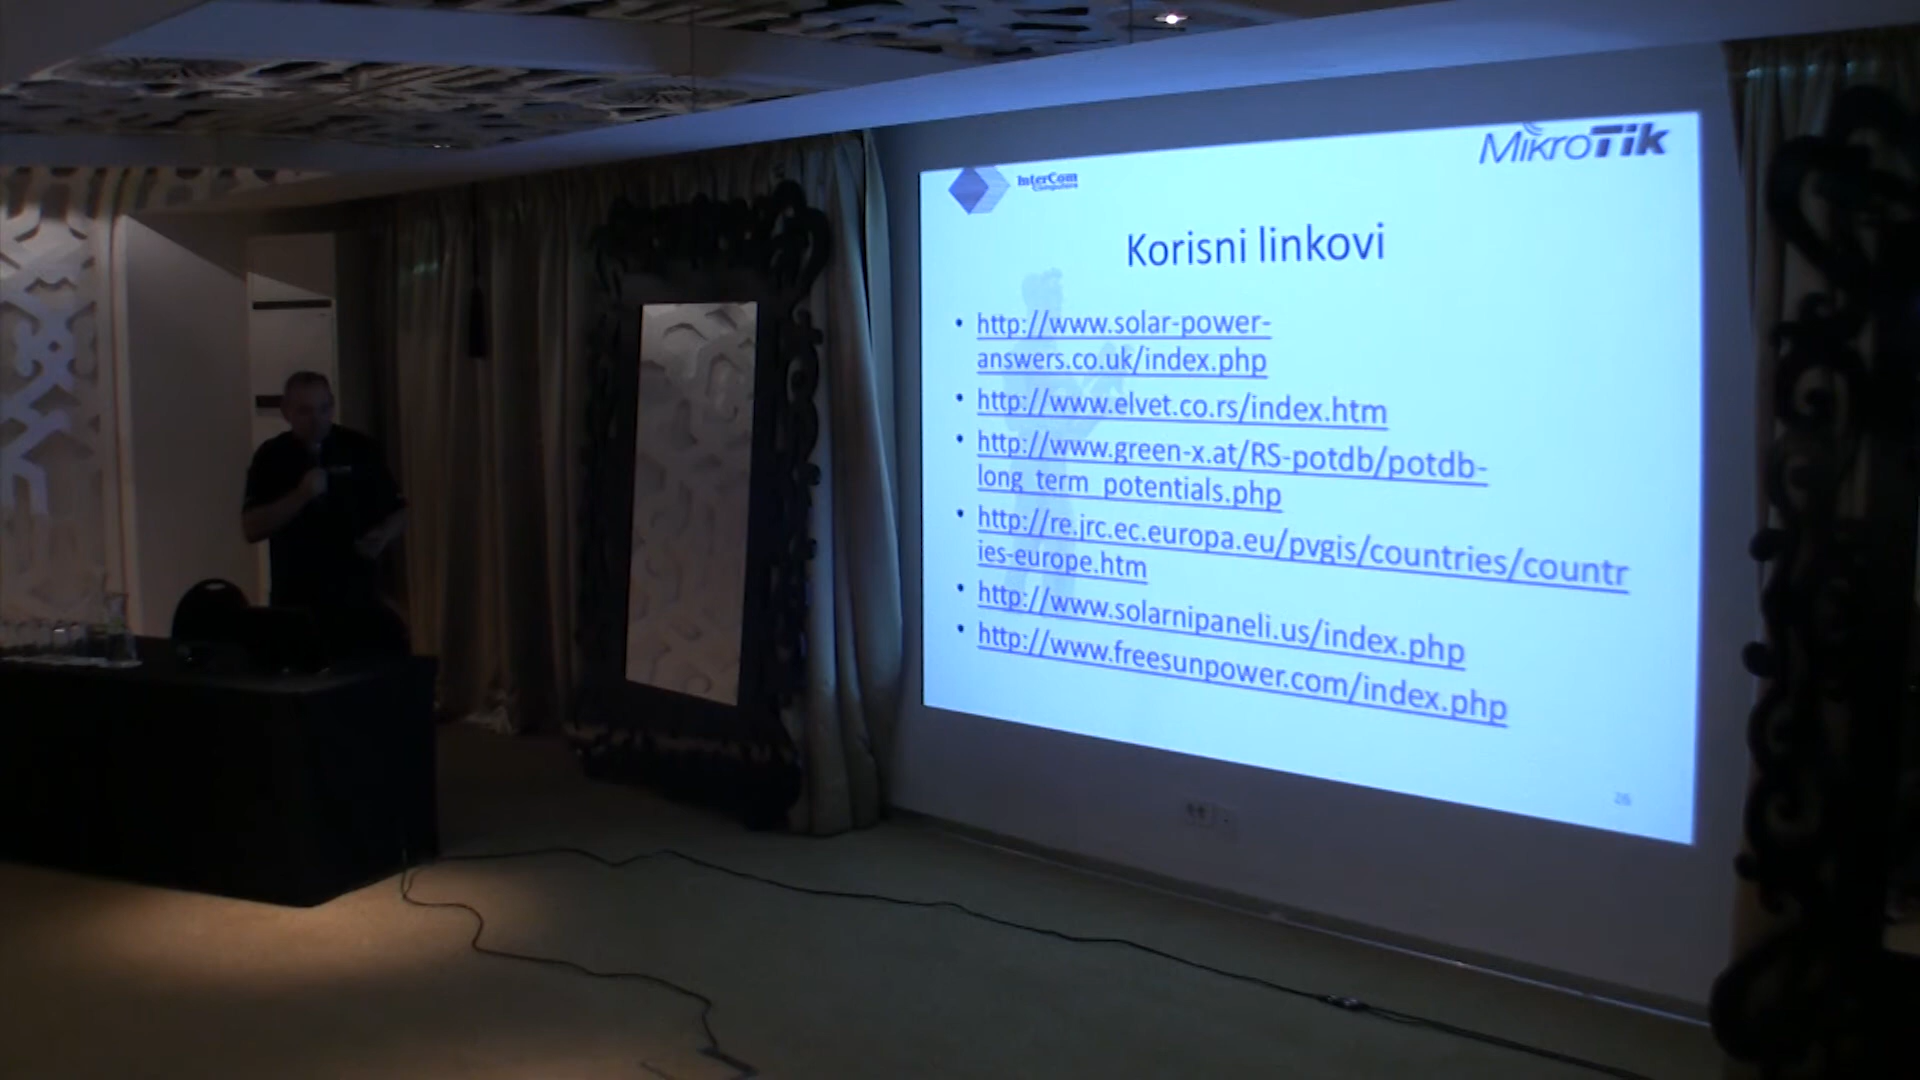 InterCom
Computers
MikroTik
Korisni linkovi
• http://www.solar-power-
answers.co.uk/index.php
• http://www.elvet.co.rs/index.htm
• http://www.green-x.at/RS-potdb/potdb-
long_term_potentials.php
• http://re.jrc.ec.europa.eu/pvgis/countries/countr
ies-europe.htm
• http://www.solarnipaneli.us/index.php
• http://www.freesunpower.com/index.php
26